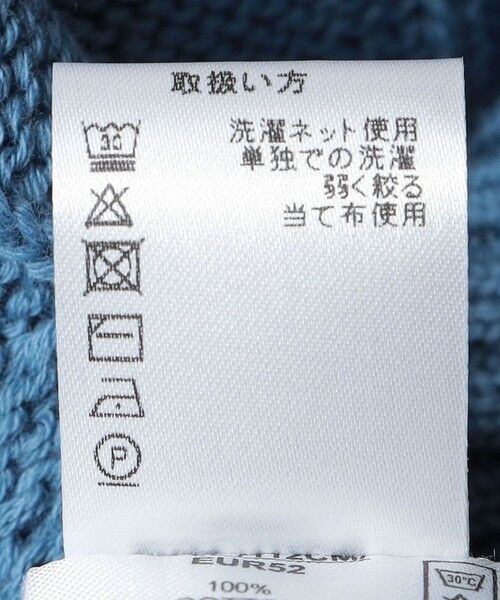 取扱い方
30
洗濯ネット使用
単独での洗濯
弱く絞る
当て布使用
P
EUR52
100%
30°C